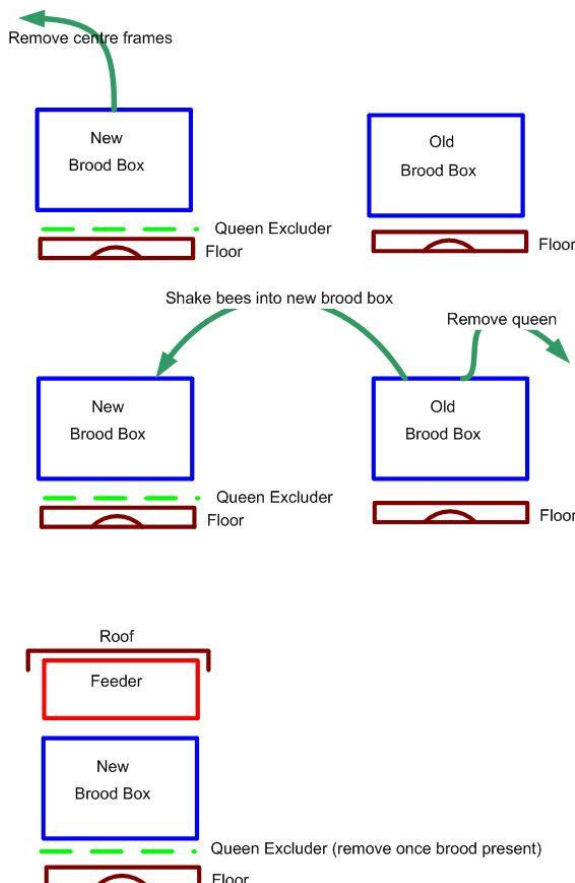 Remove centre frames
New
Brood Box
Old
Brood Box
Queen Excluder
Floor
Floor
Shake bees into new brood box
Remove queen
New
Brood Box
Old
Brood Box
Queen Excluder
Floor
Floor
Roof
Feeder
New
Brood Box
Queen Excluder (remove once brood present)
Floor